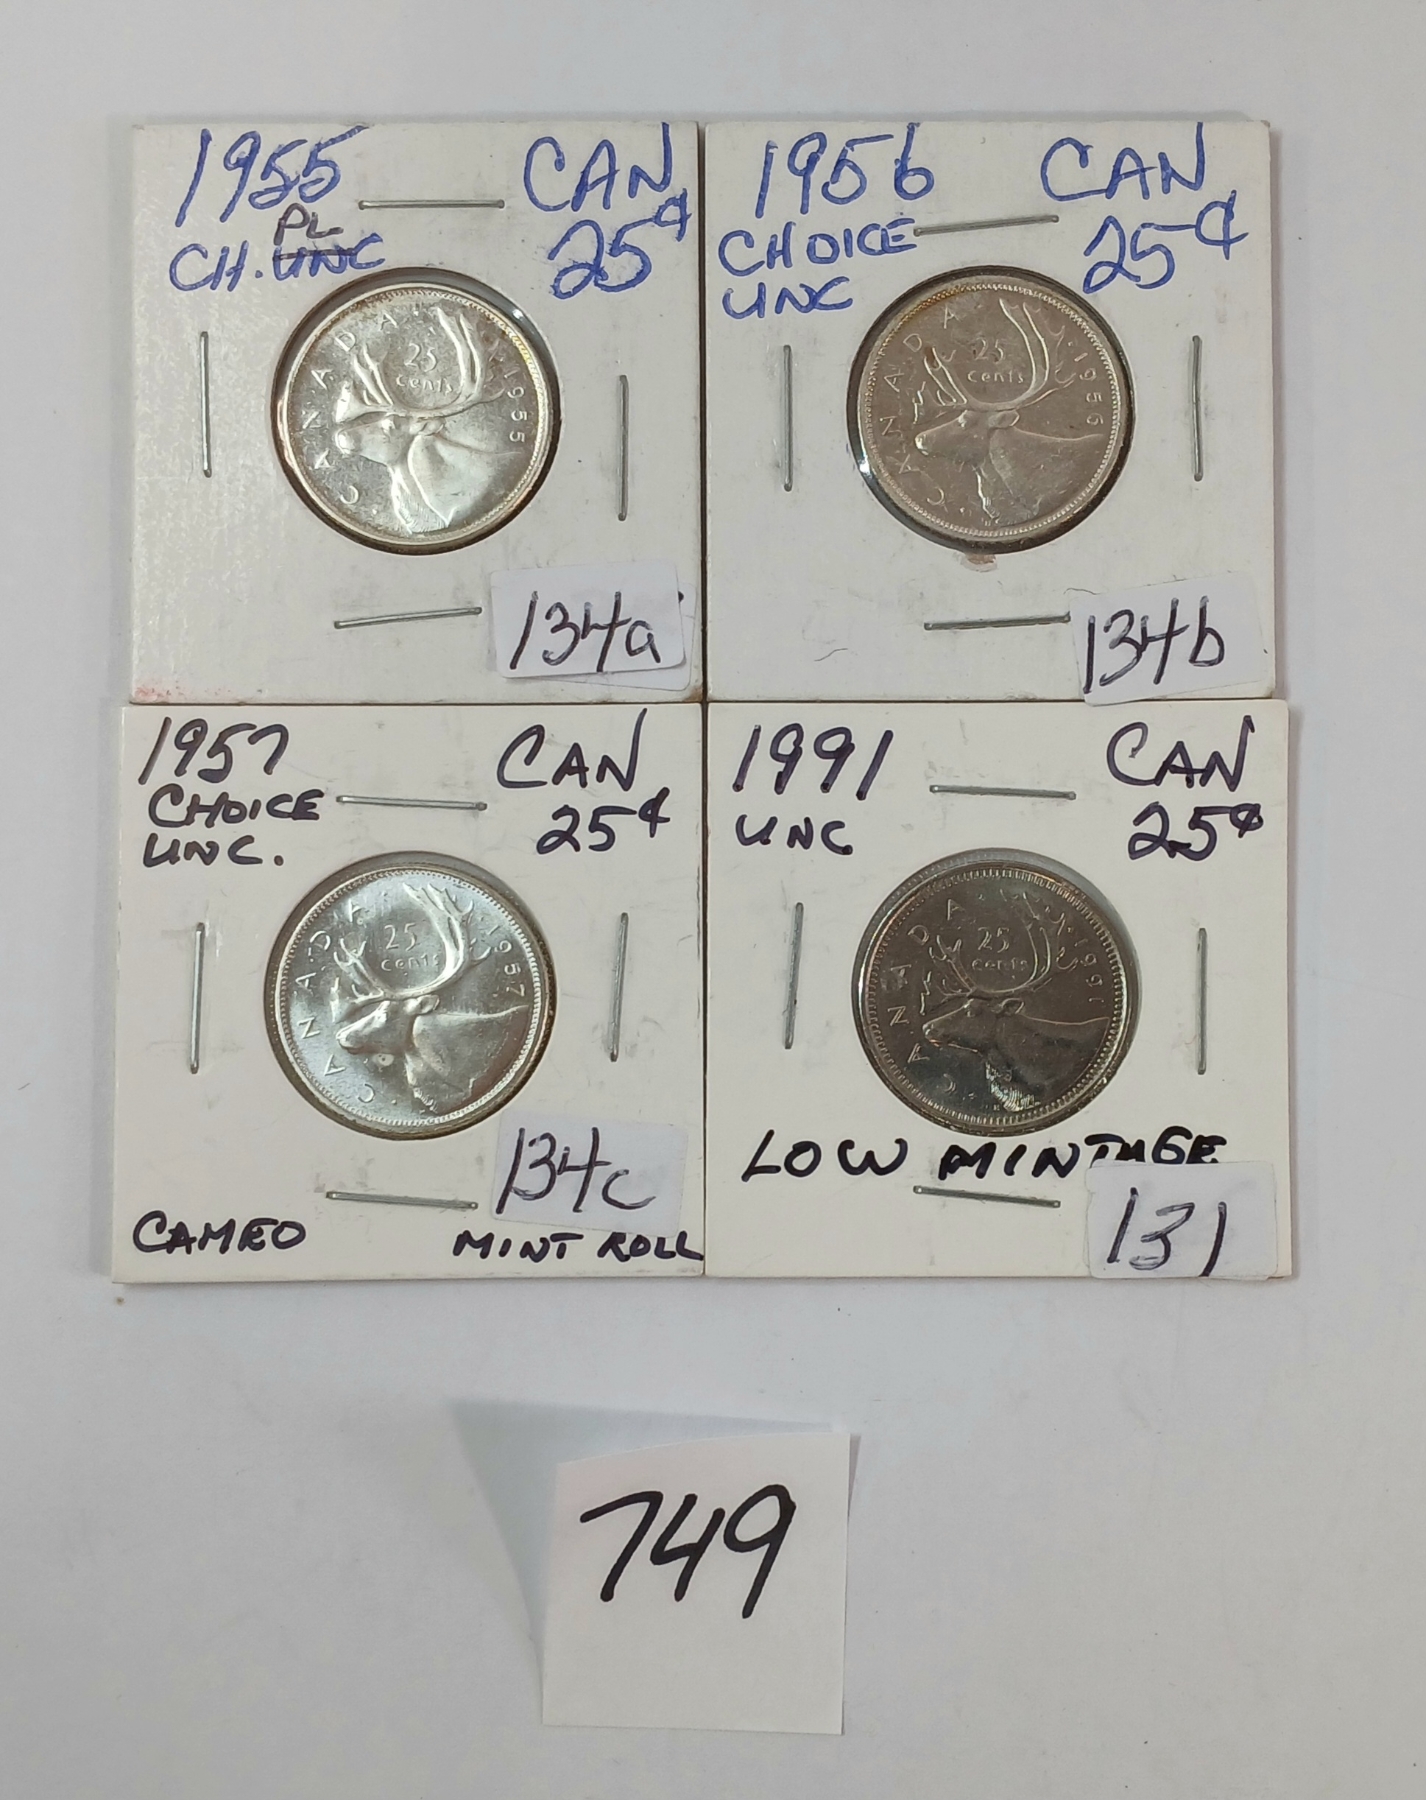 1955 CAN
PL
CH. UNC 25¢
CANADA 1955
25
cents
134a
1956 CAN
CHOICE 25¢
UNC
CANADA 1956
25
cents
134b
1957 CAN
CHOICE 25¢
UNC.
CANADA 1957
25
cents
134c
CAMEO MINT ROLL
1991 CAN
UNC 25¢
CANADA 1991
25
cents
LOW MINTAGE
131
749